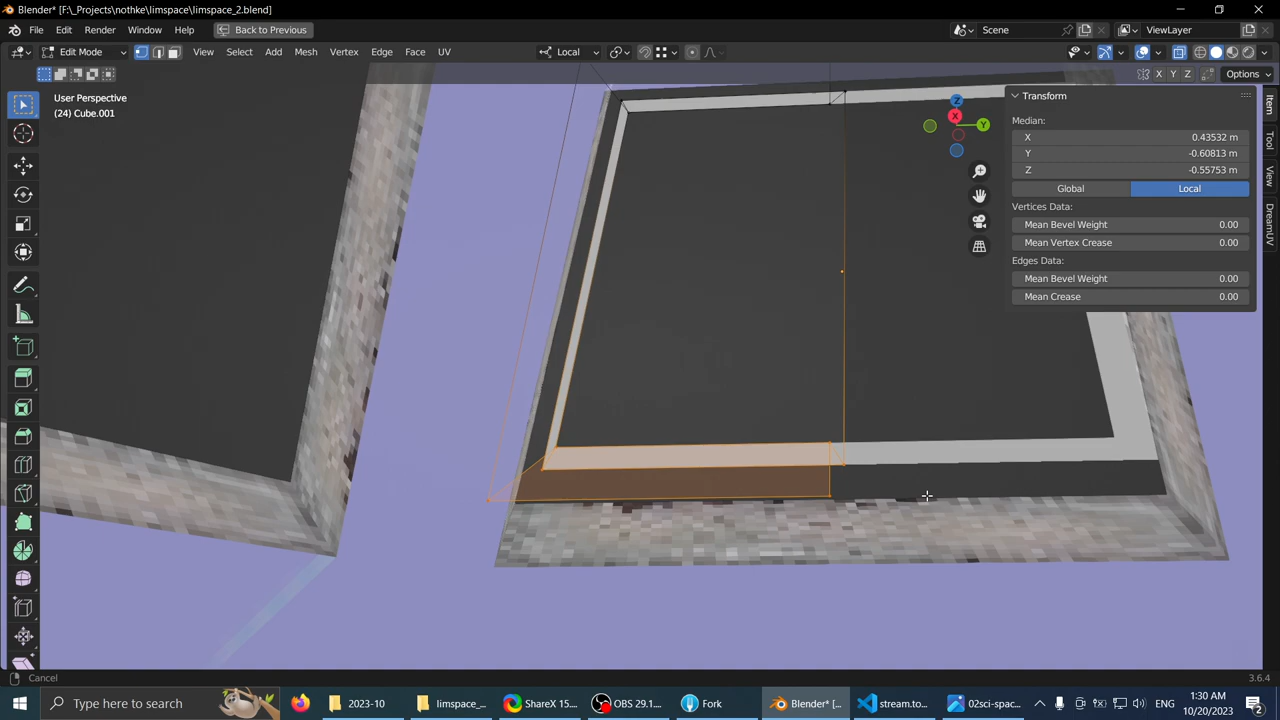 Blender* [F:\_Projects\nothke\limspace\limspace_2.blend]
File Edit Render Window Help Back to Previous Scene ViewLayer
Edit Mode View Select Add Mesh Vertex Edge Face UV Local
X Y Z Options
User Perspective
(24) Cube.001
Z
X
Y
Transform
Median:
X 0.43532 m
Y -0.60813 m
Z -0.55753 m
Global Local
Vertices Data:
Mean Bevel Weight 0.00
Mean Vertex Crease 0.00
Edges Data:
Mean Bevel Weight 0.00
Mean Crease 0.00
Item
Tool
View
DreamUV
Cancel 3.6.4
Type here to search 2023-10 limspace_... ShareX 15.... OBS 29.1.... Fork Blender* [... stream.to... 02sci-spac... ENG
1:30 AM
10/20/2023
2